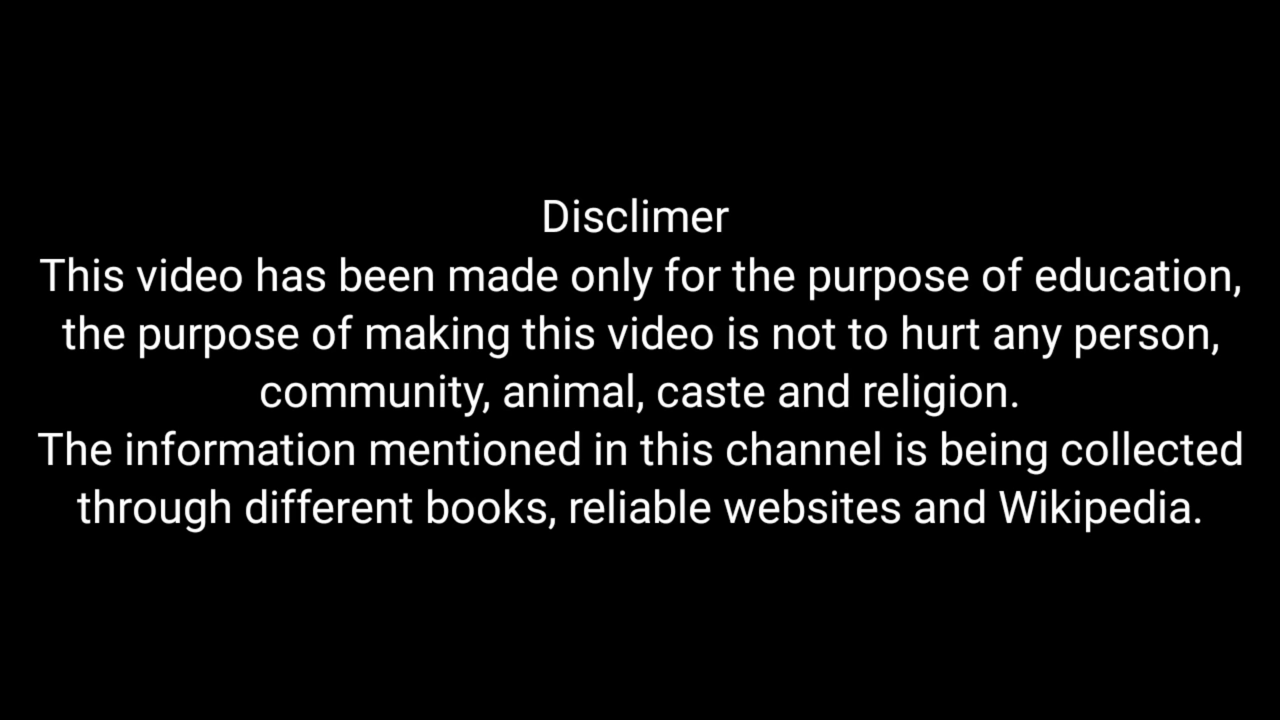 Disclimer
This video has been made only for the purpose of education,
the purpose of making this video is not to hurt any person,
community, animal, caste and religion.
The information mentioned in this channel is being collected
through different books, reliable websites and Wikipedia.